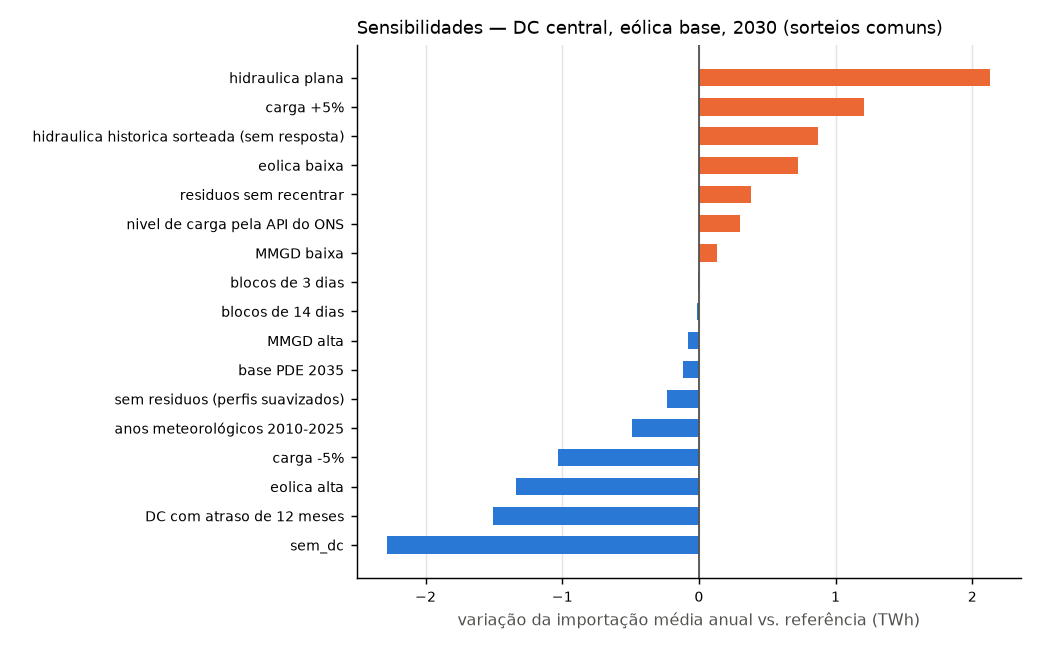 Sensibilidades — DC central, eólica base, 2030 (sorteios comuns)
hidraulica plana
carga +5%
hidraulica historica sorteada (sem resposta)
eolica baixa
residuos sem recentrar
nivel de carga pela API do ONS
MMGD baixa
blocos de 3 dias
blocos de 14 dias
MMGD alta
base PDE 2035
sem residuos (perfis suavizados)
anos meteorológicos 2010-2025
carga -5%
eolica alta
DC com atraso de 12 meses
sem_dc
−2 −1 0 1 2
variação da importação média anual vs. referência (TWh)